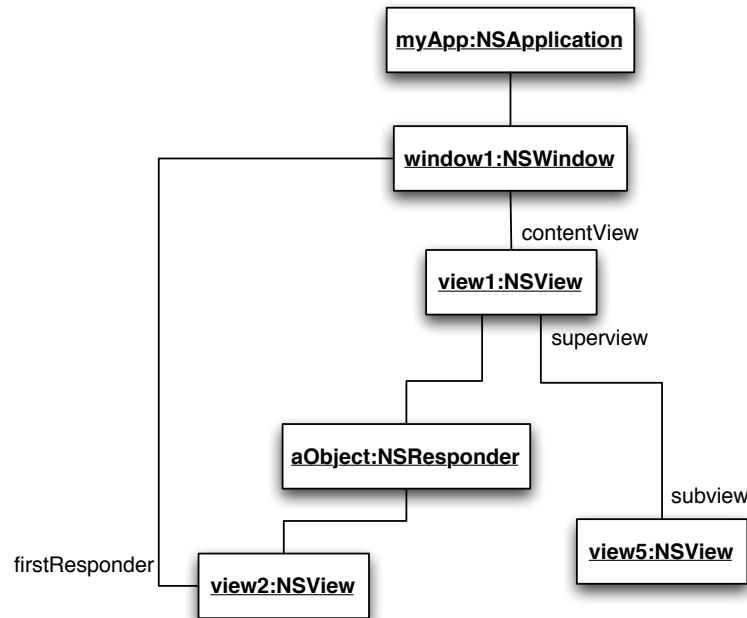 myApp:NSApplication
window1:NSWindow
contentView
view1:NSView
superview
aObject:NSResponder
subview
view5:NSView
firstResponder
view2:NSView